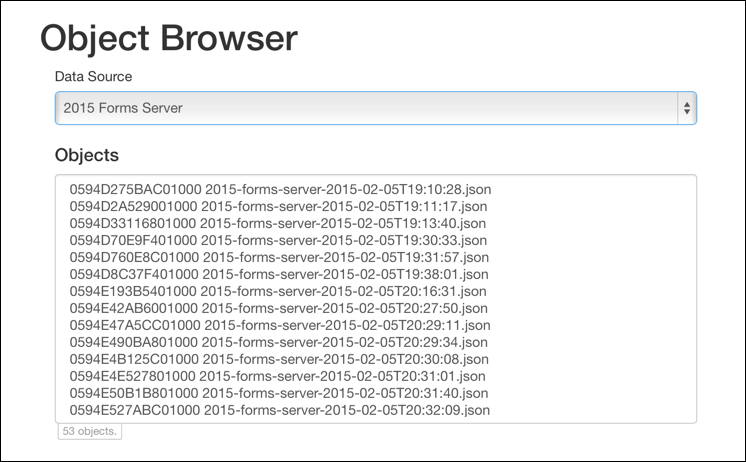 Object Browser
Data Source
2015 Forms Server
Objects
0594D275BAC01000 2015-forms-server-2015-02-05T19:10:28.json
0594D2A529001000 2015-forms-server-2015-02-05T19:11:17.json
0594D33116801000 2015-forms-server-2015-02-05T19:13:40.json
0594D70E9F401000 2015-forms-server-2015-02-05T19:30:33.json
0594D760E8C01000 2015-forms-server-2015-02-05T19:31:57.json
0594D8C37F401000 2015-forms-server-2015-02-05T19:38:01.json
0594E193B5401000 2015-forms-server-2015-02-05T20:16:31.json
0594E42AB6001000 2015-forms-server-2015-02-05T20:27:50.json
0594E47A5CC01000 2015-forms-server-2015-02-05T20:29:11.json
0594E490BA801000 2015-forms-server-2015-02-05T20:29:34.json
0594E4B125C01000 2015-forms-server-2015-02-05T20:30:08.json
0594E4E527801000 2015-forms-server-2015-02-05T20:31:01.json
0594E50B1B801000 2015-forms-server-2015-02-05T20:31:40.json
0594E527ABC01000 2015-forms-server-2015-02-05T20:32:09.json
53 objects.